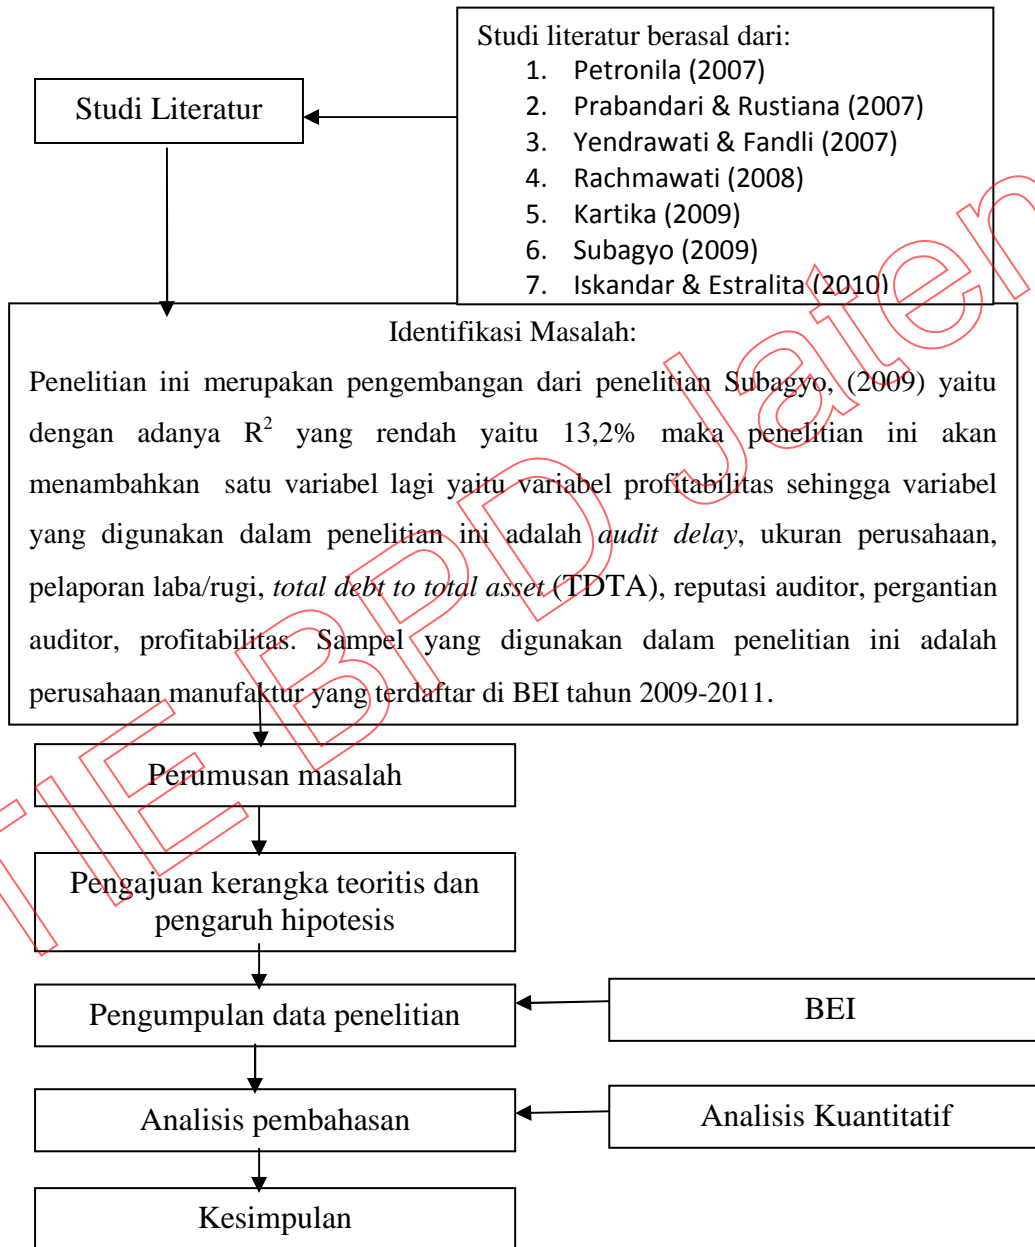 Studi literatur berasal dari:
1. Petronila (2007)
2. Prabandari & Rustiana (2007)
3. Yendrawati & Fandli (2007)
4. Rachmawati (2008)
5. Kartika (2009)
6. Subagyo (2009)
7. Iskandar & Estralita (2010)
Studi Literatur
Identifikasi Masalah:
Penelitian ini merupakan pengembangan dari penelitian Subagyo, (2009) yaitu
dengan adanya R² yang rendah yaitu 13,2% maka penelitian ini akan
menambahkan satu variabel lagi yaitu variabel profitabilitas sehingga variabel
yang digunakan dalam penelitian ini adalah audit delay, ukuran perusahaan,
pelaporan laba/rugi, total debt to total asset (TDTA), reputasi auditor, pergantian
auditor, profitabilitas. Sampel yang digunakan dalam penelitian ini adalah
perusahaan manufaktur yang terdaftar di BEI tahun 2009-2011.
Perumusan masalah
Pengajuan kerangka teoritis dan
pengaruh hipotesis
Pengumpulan data penelitian
BEI
Analisis pembahasan
Analisis Kuantitatif
Kesimpulan
TIE BPD Jaten